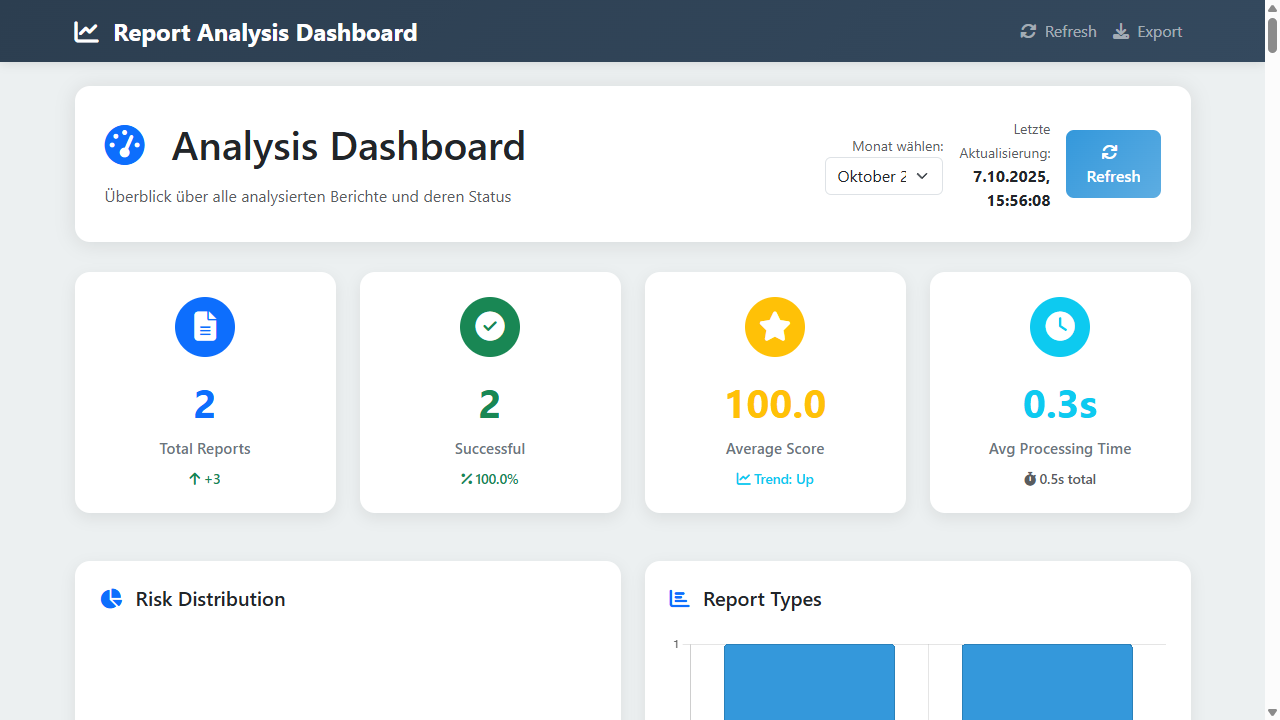 Report Analysis Dashboard
Refresh
Export
Analysis Dashboard
Überblick über alle analysierten Berichte und deren Status
Monat wählen:
Oktober 2
Letzte
Aktualisierung:
7.10.2025,
15:56:08
Refresh
2
Total Reports
+3
2
Successful
100.0%
100.0
Average Score
Trend: Up
0.3s
Avg Processing Time
0.5s total
Risk Distribution
Report Types
1